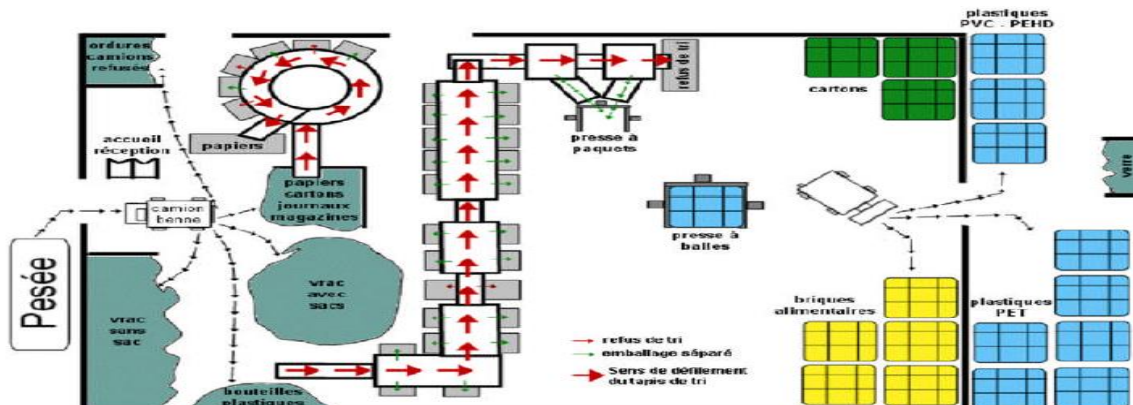 plastiques
PVC - PEHD
ordures
camions
refusés
refus de tri
cartons
accueil
réception
papiers
presse à
paquets
verre
papiers
cartons
journaux
magazines
camion
benne
presse à
balles
Pesée
vrac
avec
sacs
vrac
sans
sac
briques
alimentaires
plastiques
PET
refus de tri
emballage séparé
Sens de défilement
du tapis de tri
bouteilles
plastiques